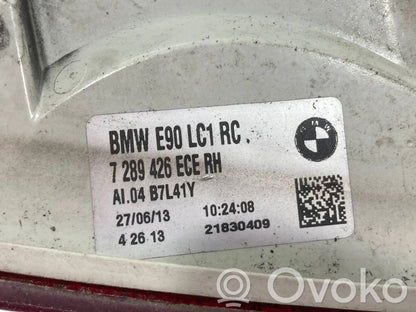 BMW E90 LC1 RC.
7 289 426 ECE RH
AI.04 B7L41Y
27/06/13 10:24:08
4 26 13 21830409
BMW
Ovoko